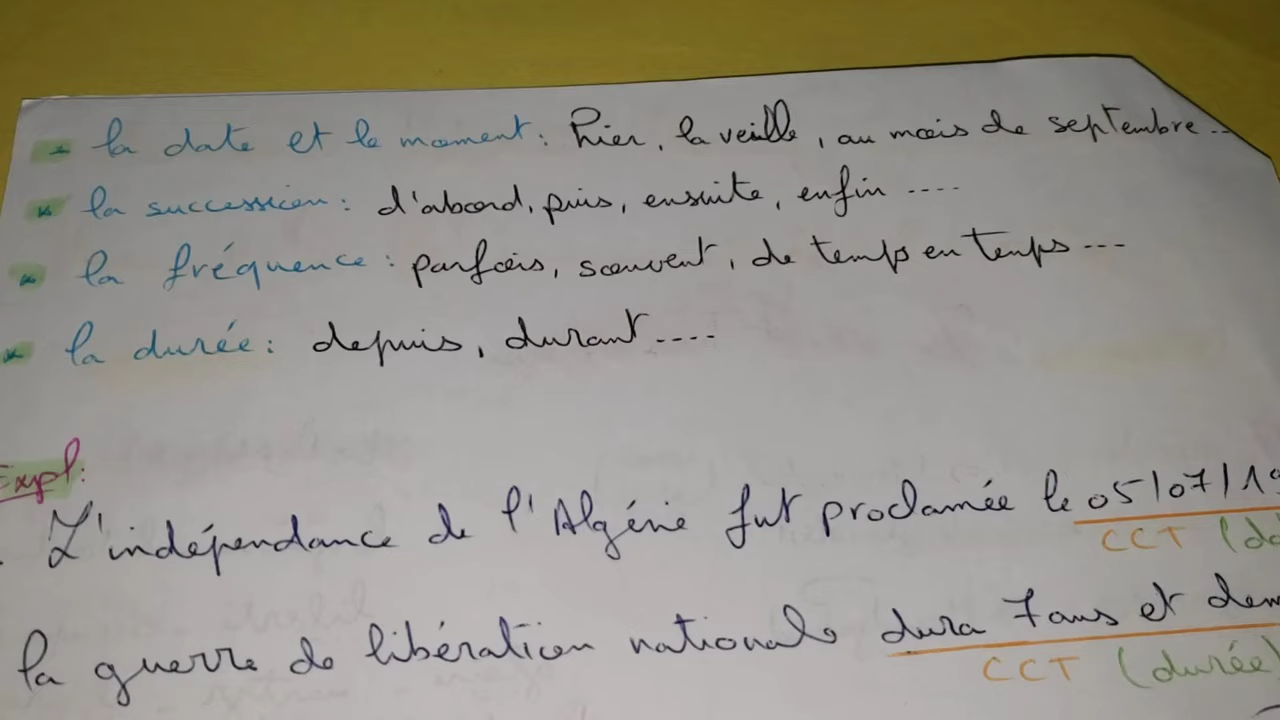 * la date et le moment : hier, la veille, au mois de septembre...
* la succession : d'abord, puis, ensuite, enfin ....
* la fréquence : parfois, souvent, de temps en temps ...
* la durée : depuis, durant ....
Expl :
. L'indépendance de l'Algérie fut proclamée le 05/07/19
CCT
la guerre de libération nationale dura 7 ans et
CCT (durée)